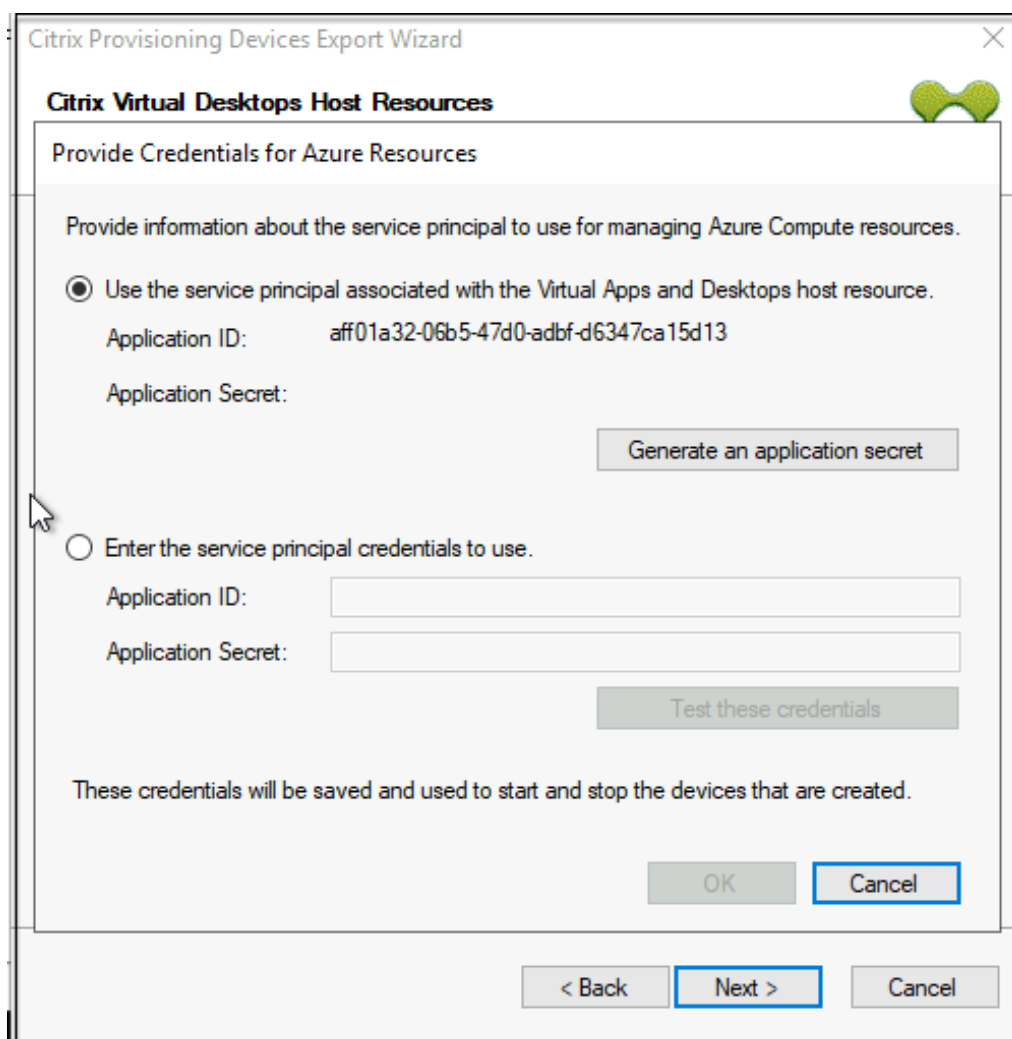 Citrix Provisioning Devices Export Wizard
Citrix Virtual Desktops Host Resources
Provide Credentials for Azure Resources
Provide information about the service principal to use for managing Azure Compute resources.
Use the service principal associated with the Virtual Apps and Desktops host resource.
Application ID: aff01a32-06b5-47d0-adbf-d6347ca15d13
Application Secret:
Generate an application secret
Enter the service principal credentials to use.
Application ID:
Application Secret:
Test these credentials
These credentials will be saved and used to start and stop the devices that are created.
OK Cancel
< Back Next > Cancel